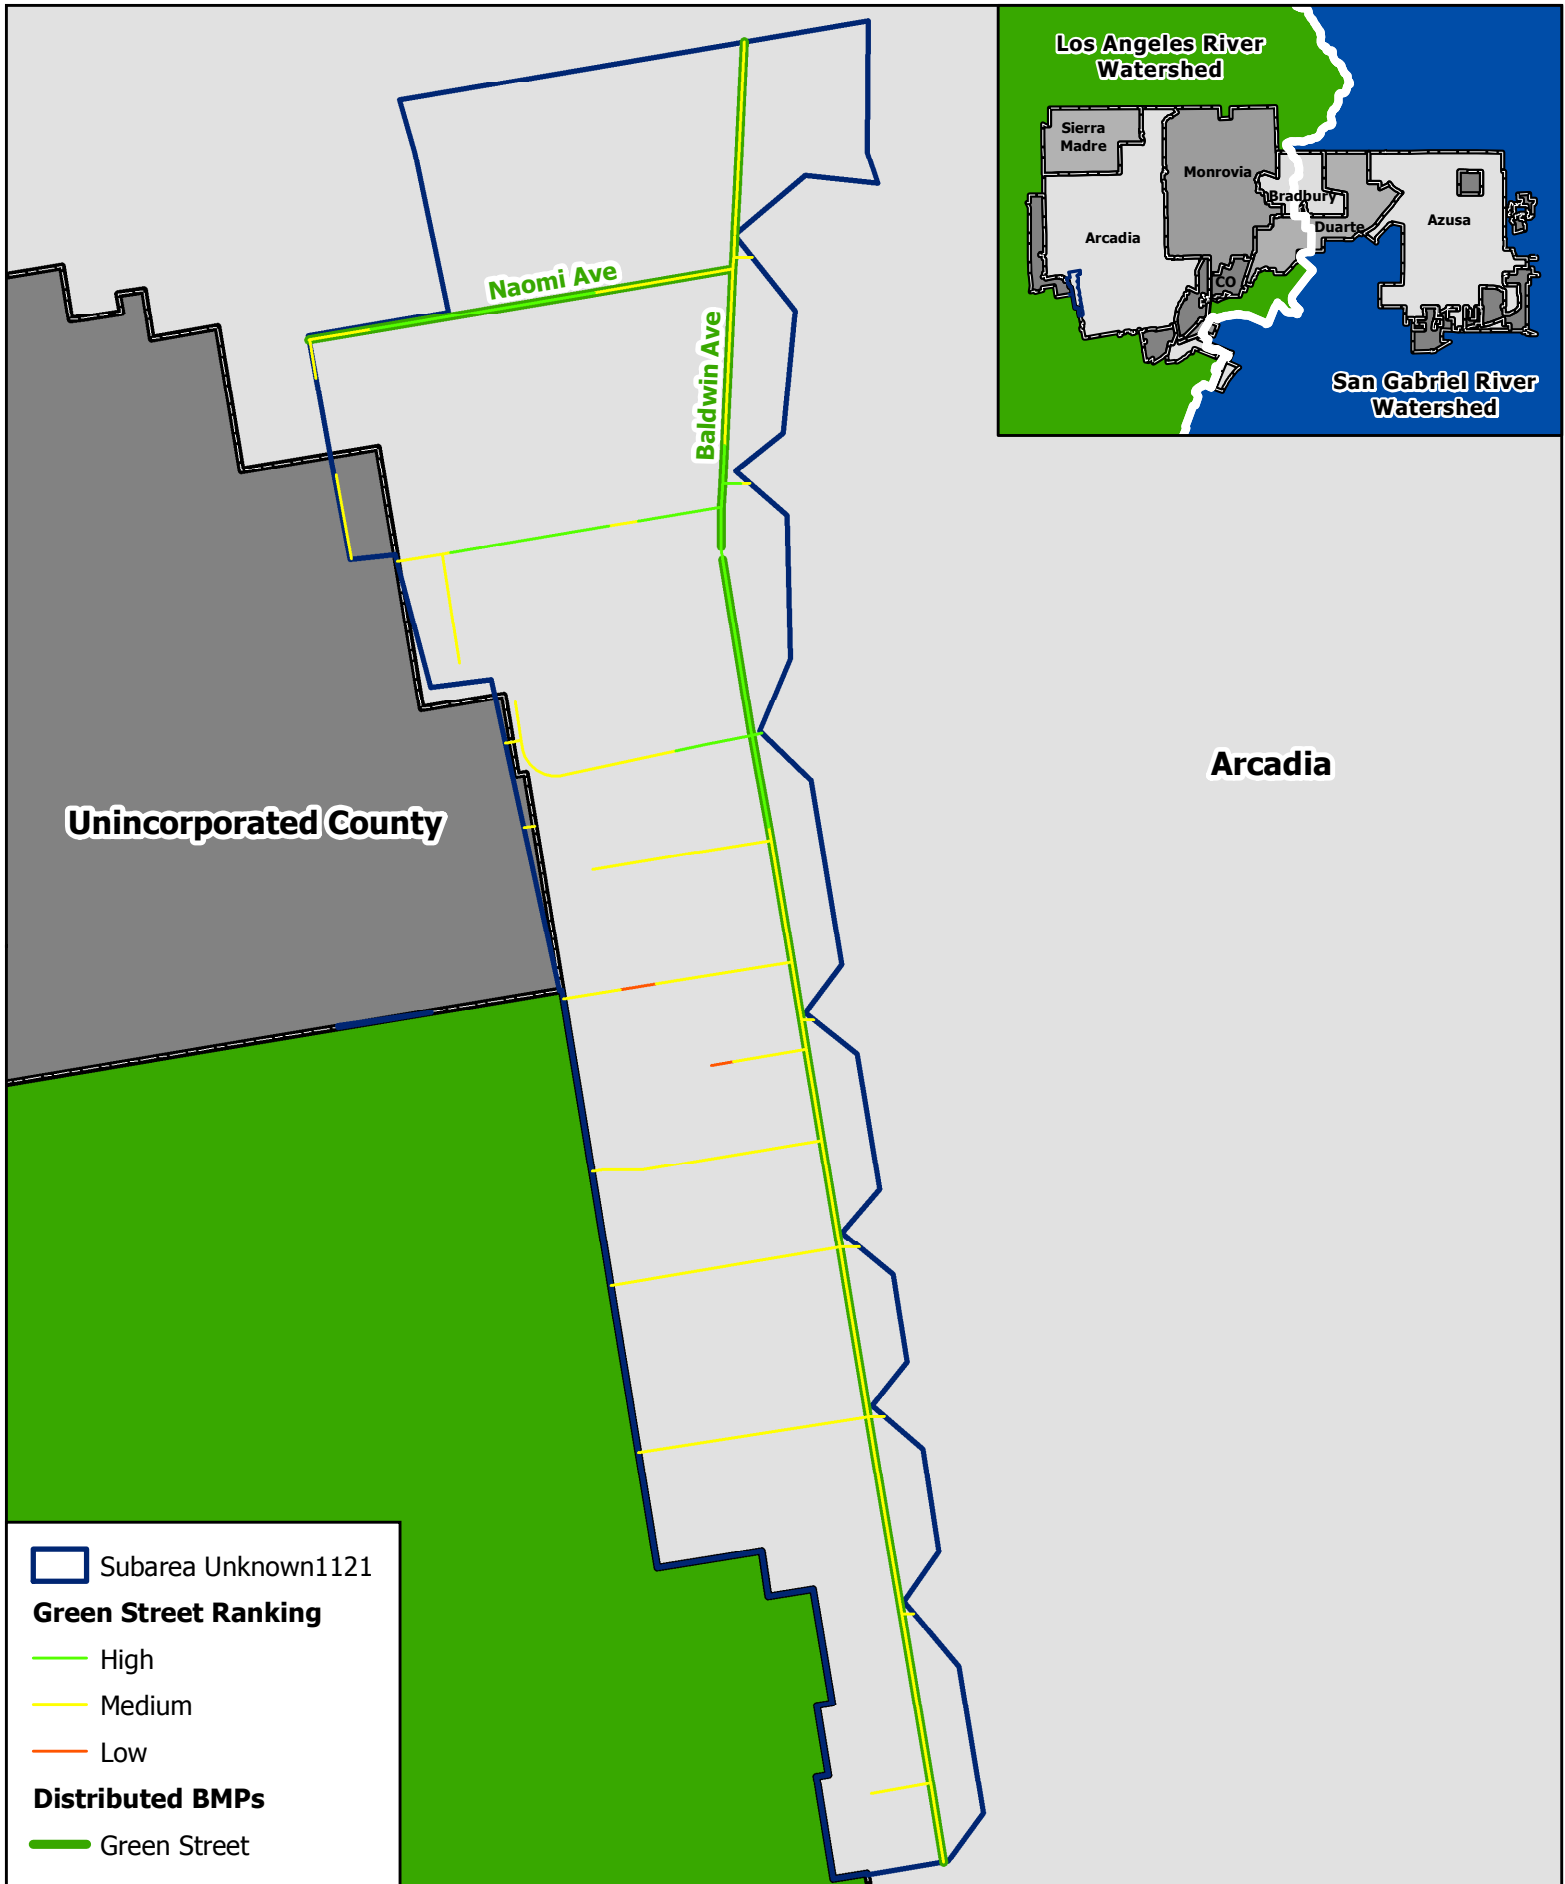 Los Angeles River
Watershed
Sierra
Madre
Monrovia
Bradbury
Duarte
Azusa
Arcadia
CO
San Gabriel River
Watershed
Naomi Ave
Baldwin Ave
Arcadia
Unincorporated County
Subarea Unknown1121
Green Street Ranking
High
Medium
Low
Distributed BMPs
Green Street